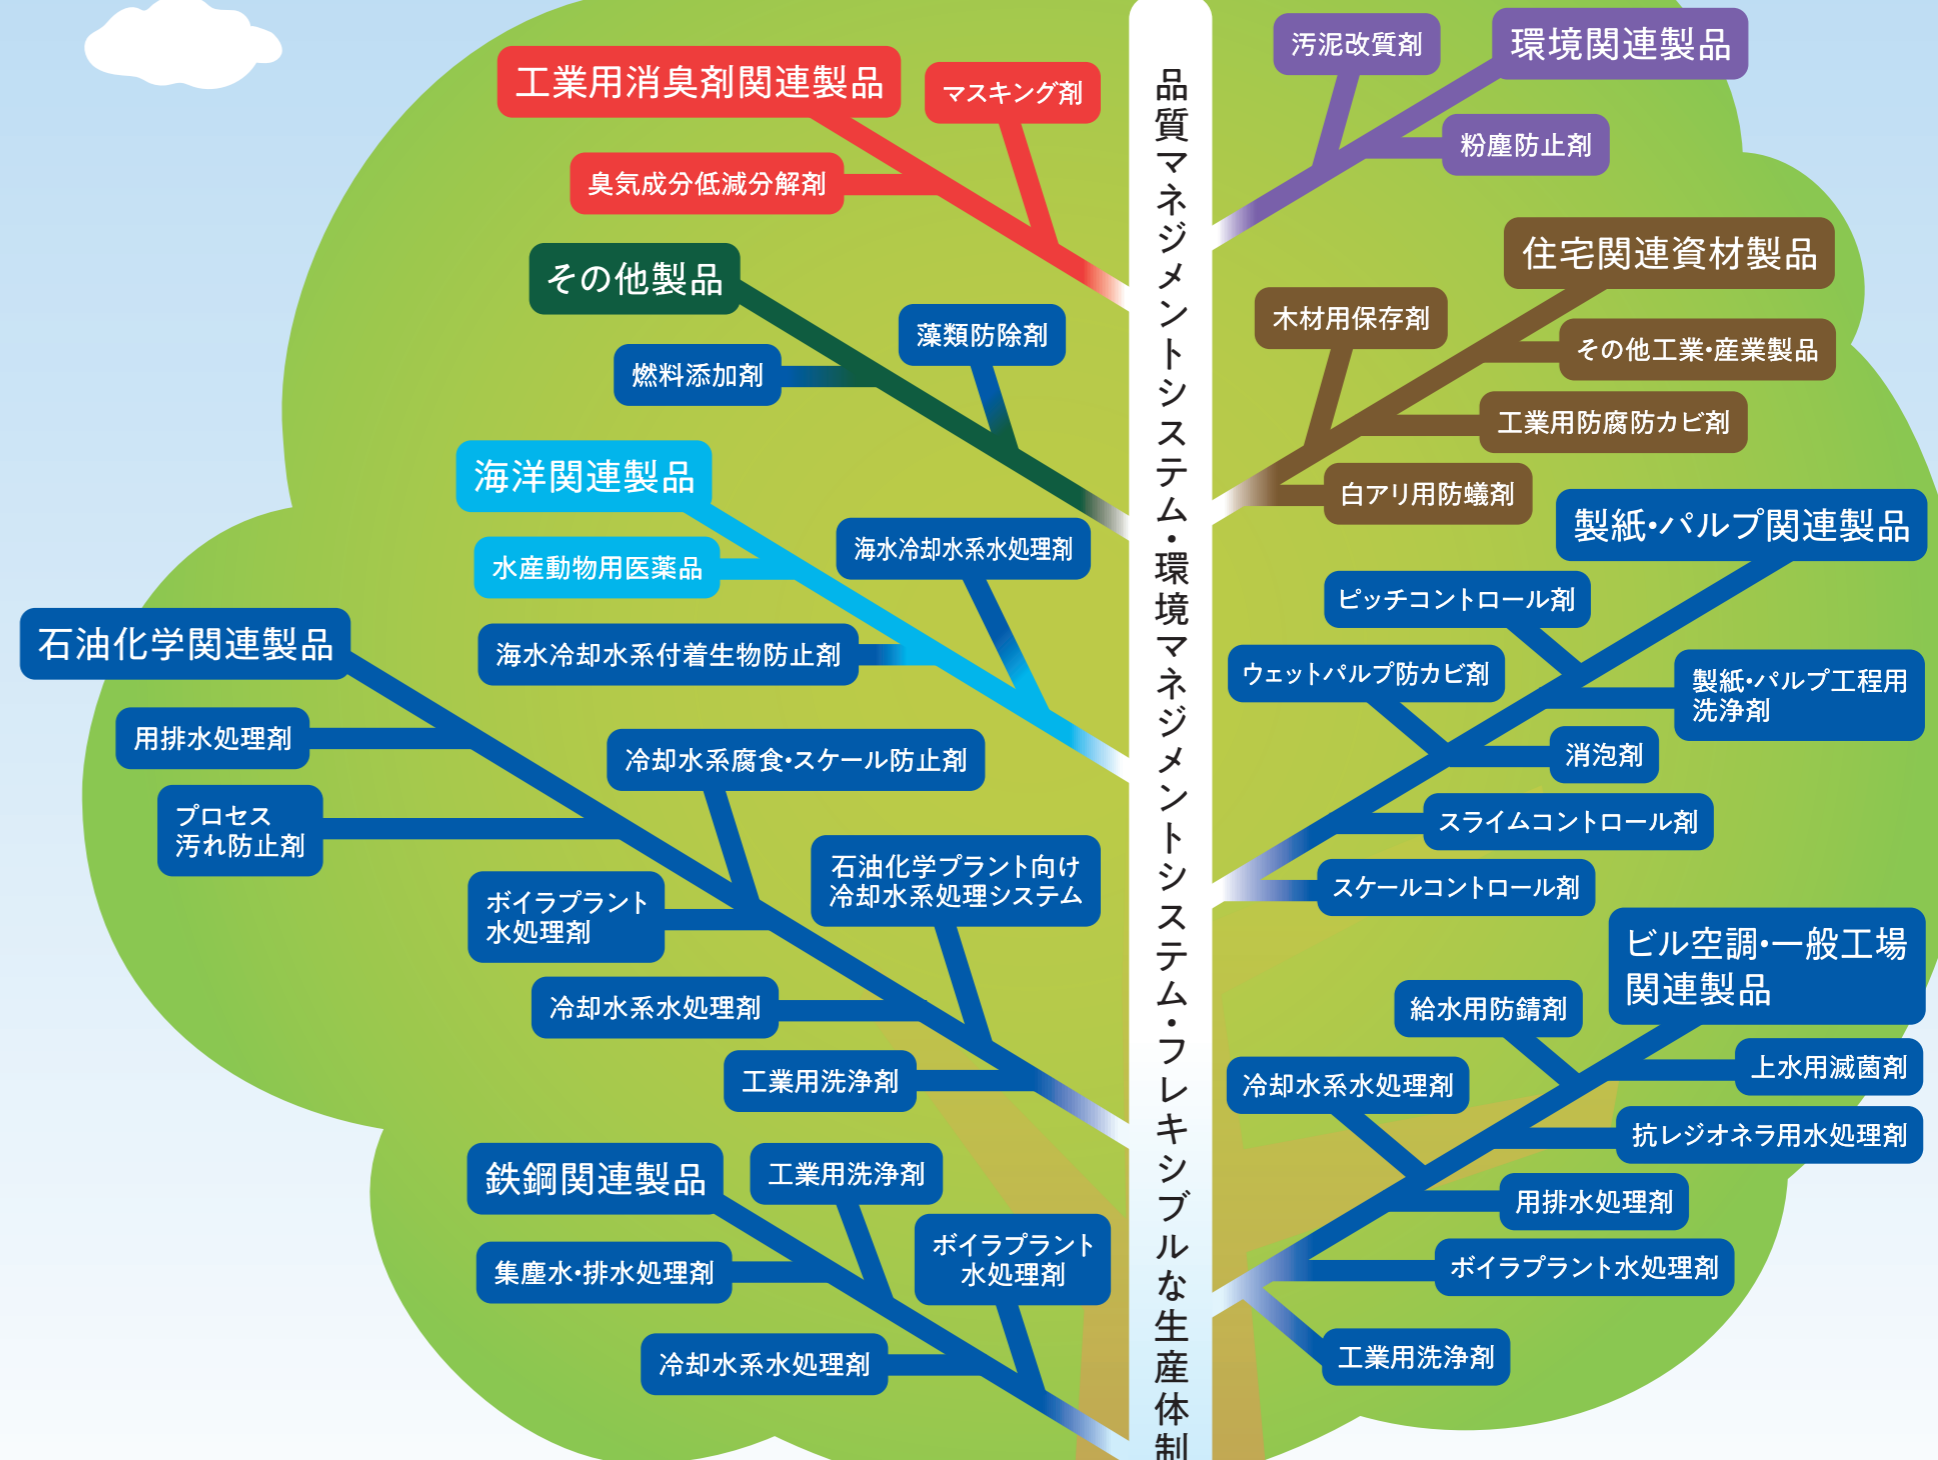 工業用消臭剤関連製品
マスキング剤
臭気成分低減分解剤
その他製品
藻類防除剤
燃料添加剤
海洋関連製品
海水冷却水系水処理剤
水産動物用医薬品
海水冷却水系付着生物防止剤
石油化学関連製品
用排水処理剤
冷却水系腐食・スケール防止剤
プロセス
汚れ防止剤
石油化学プラント向け
冷却水系処理システム
ボイラプラント
水処理剤
冷却水系水処理剤
工業用洗浄剤
鉄鋼関連製品
工業用洗浄剤
ボイラプラント
水処理剤
集塵水・排水処理剤
冷却水系水処理剤
品質マネジメントシステム・環境マネジメントシステム・フレキシブルな生産体制
汚泥改質剤
環境関連製品
粉塵防止剤
住宅関連資材製品
木材用保存剤
その他工業・産業製品
工業用防腐防カビ剤
白アリ用防蟻剤
製紙・パルプ関連製品
ピッチコントロール剤
ウェットパルプ防カビ剤
製紙・パルプ工程用
洗浄剤
消泡剤
スライムコントロール剤
スケールコントロール剤
ビル空調・一般工場
関連製品
給水用防錆剤
上水用滅菌剤
冷却水系水処理剤
抗レジオネラ用水処理剤
用排水処理剤
ボイラプラント水処理剤
工業用洗浄剤